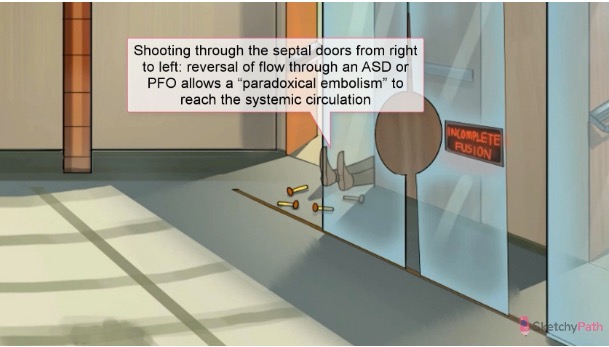 Shooting through the septal doors from right
to left: reversal of flow through an ASD or
PFO allows a “paradoxical embolism” to
reach the systemic circulation
INCOMPLETE
FUSION
SketchyPath